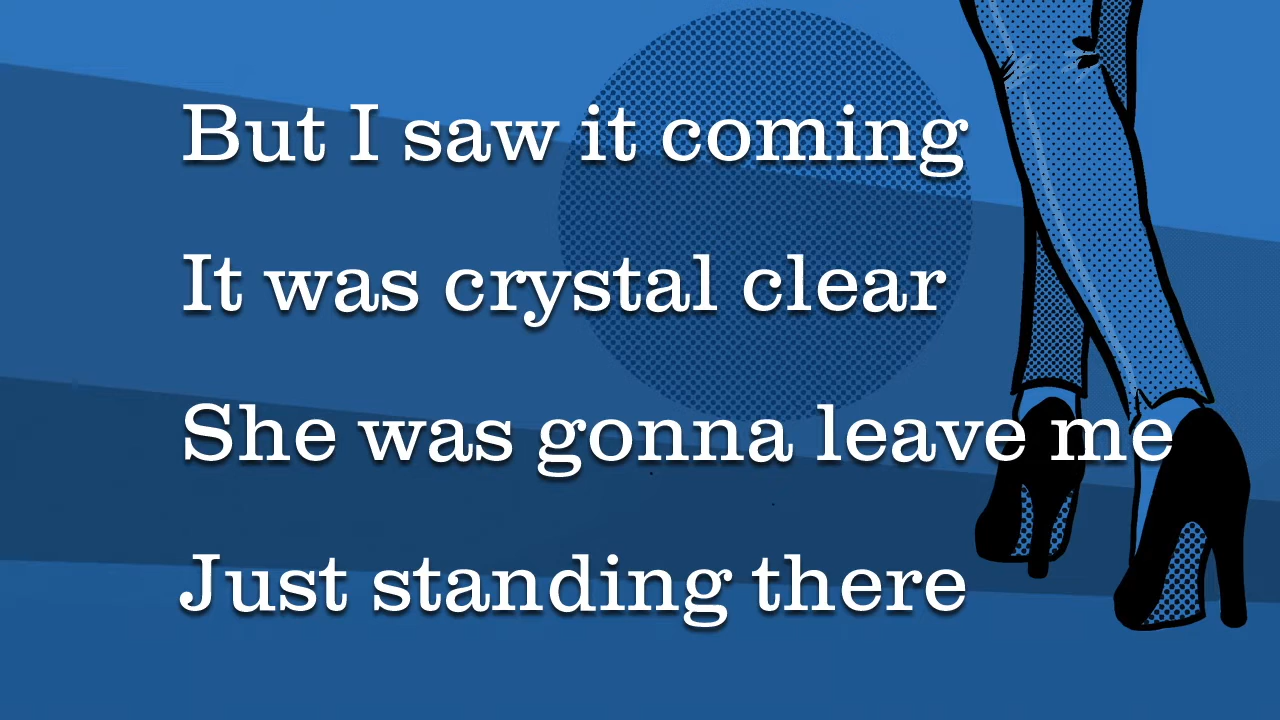 But I saw it coming
It was crystal clear
She was gonna leave me
Just standing there